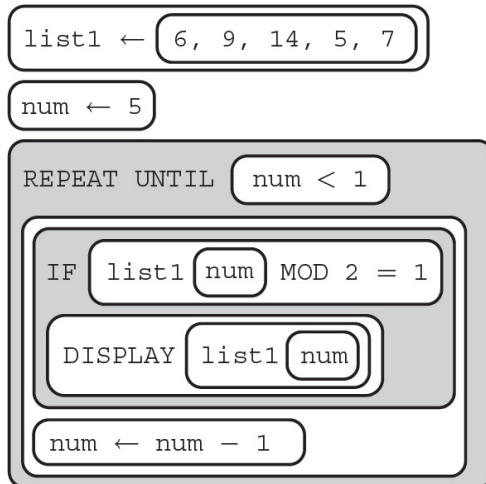 list1 ← 6, 9, 14, 5, 7
num ← 5
REPEAT UNTIL num < 1
IF list1 num MOD 2 = 1
DISPLAY list1 num
num ← num − 1